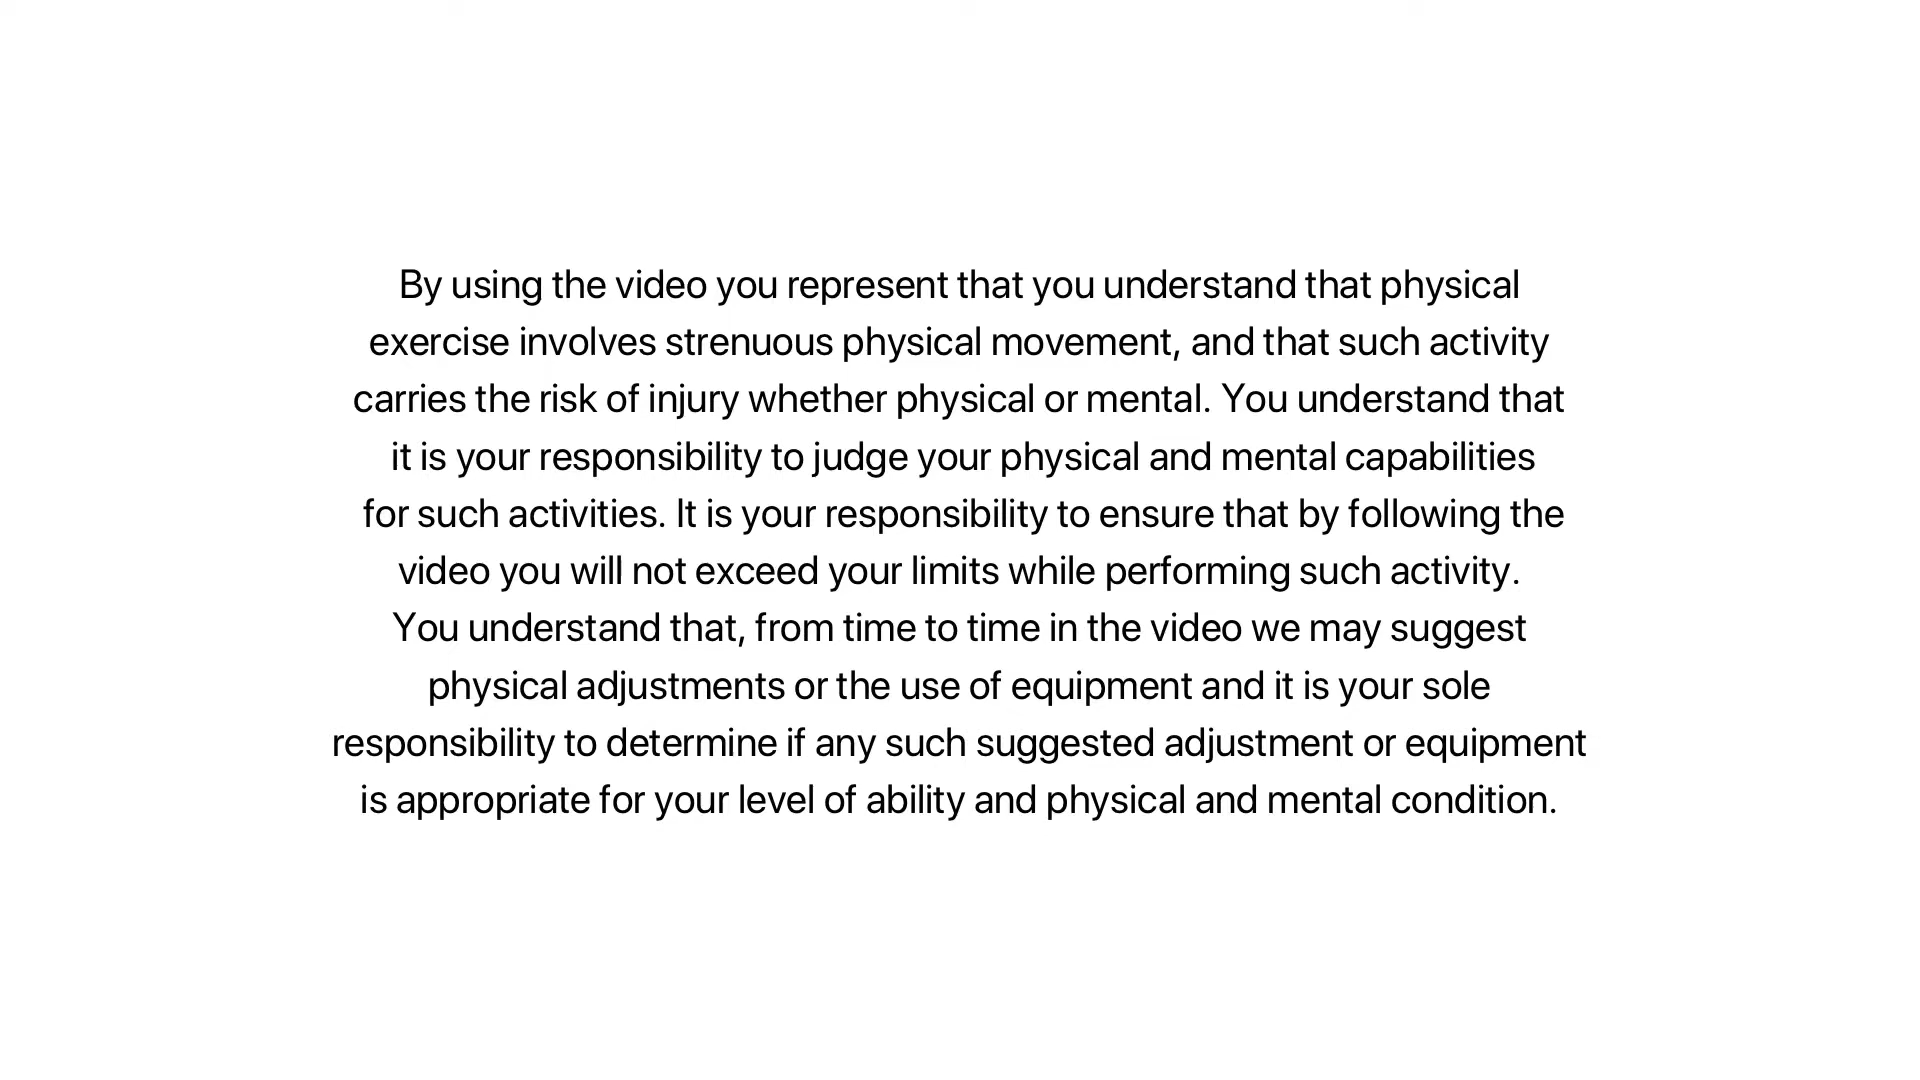 By using the video you represent that you understand that physical
exercise involves strenuous physical movement, and that such activity
carries the risk of injury whether physical or mental. You understand that
it is your responsibility to judge your physical and mental capabilities
for such activities. It is your responsibility to ensure that by following the
video you will not exceed your limits while performing such activity.
You understand that, from time to time in the video we may suggest
physical adjustments or the use of equipment and it is your sole
responsibility to determine if any such suggested adjustment or equipment
is appropriate for your level of ability and physical and mental condition.